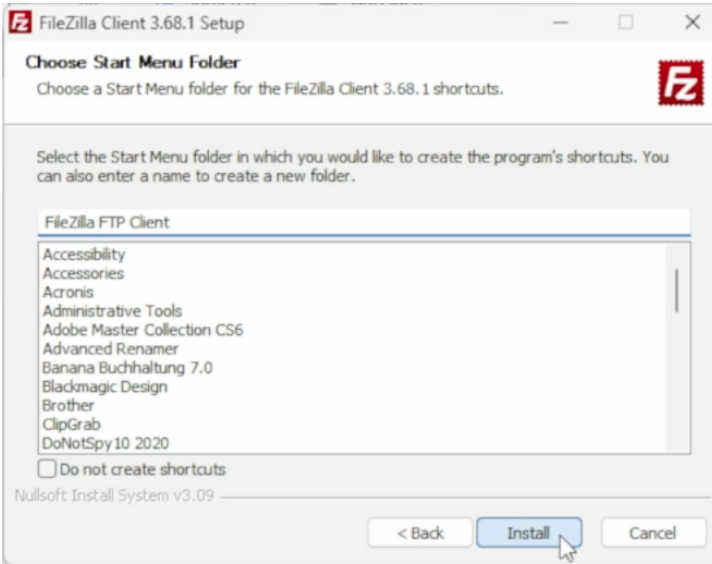 FileZilla Client 3.68.1 Setup
Choose Start Menu Folder
Choose a Start Menu folder for the FileZilla Client 3.68.1 shortcuts.
Fz
Select the Start Menu folder in which you would like to create the program's shortcuts. You
can also enter a name to create a new folder.
FileZilla FTP Client
Accessibility
Accessories
Acronis
Administrative Tools
Adobe Master Collection CS6
Advanced Renamer
Banana Buchhaltung 7.0
Blackmagic Design
Brother
ClipGrab
DoNotSpy10 2020
Do not create shortcuts
Nullsoft Install System v3.09
< Back
Install
Cancel